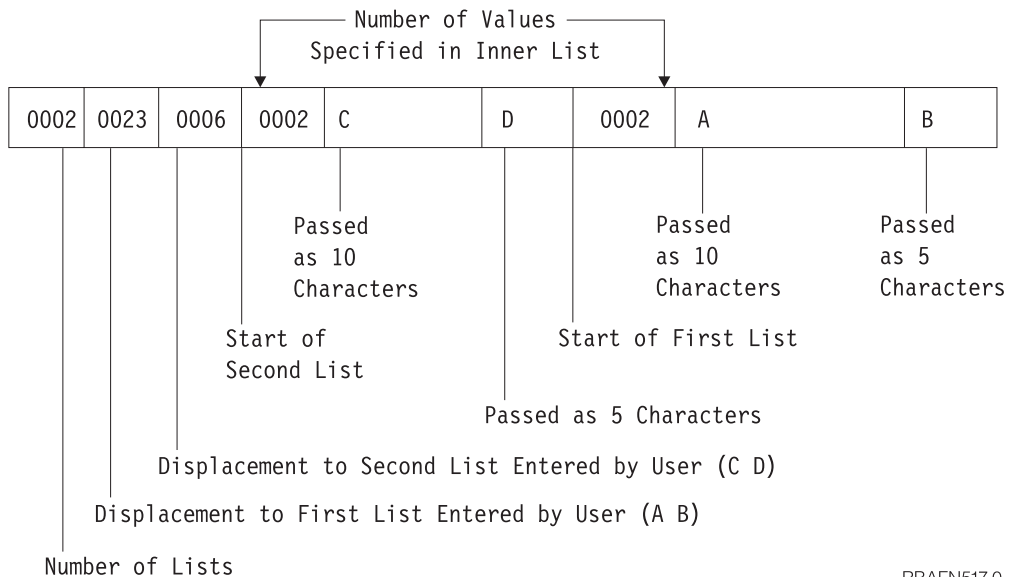 Number of Values
Specified in Inner List
0002 0023 0006 0002 C D 0002 A B
Passed
as 10
Characters
Passed
as 10
Characters
Passed
as 5
Characters
Start of
Second List
Start of First List
Passed as 5 Characters
Displacement to Second List Entered by User (C D)
Displacement to First List Entered by User (A B)
Number of Lists